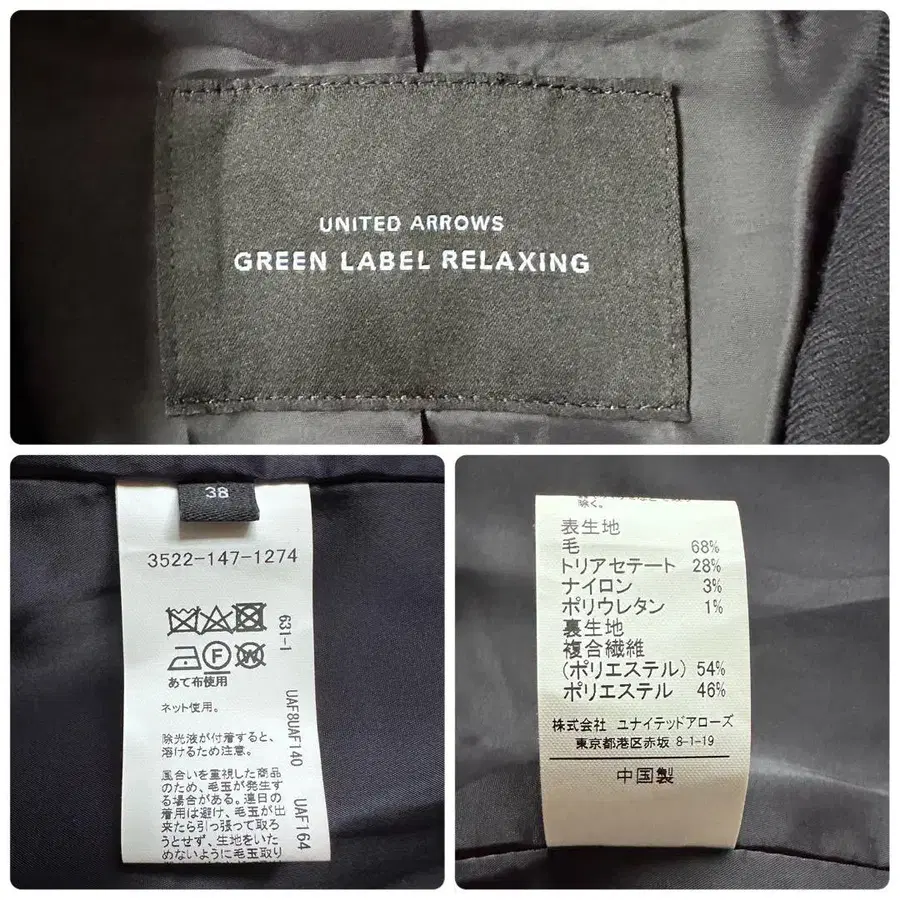 UNITED ARROWS
GREEN LABEL RELAXING
38
3522-147-1274
F
W
あて布使用
631-1
ネット使用。
UAF8UAF140
除光液が付着すると、
溶けるため注意。
UAF164
風合いを重視した商品
のため、毛玉が発生す
る場合がある。連日の
着用は避け、毛玉が出
来たら引っ張って取ろ
うとせず、生地をいた
めないように毛玉取り
除く。
表生地
毛 68%
トリアセテート 28%
ナイロン 3%
ポリウレタン 1%
裏生地
複合繊維
(ポリエステル) 54%
ポリエステル 46%
株式会社 ユナイテッドアローズ
東京都港区赤坂 8-1-19
中国製